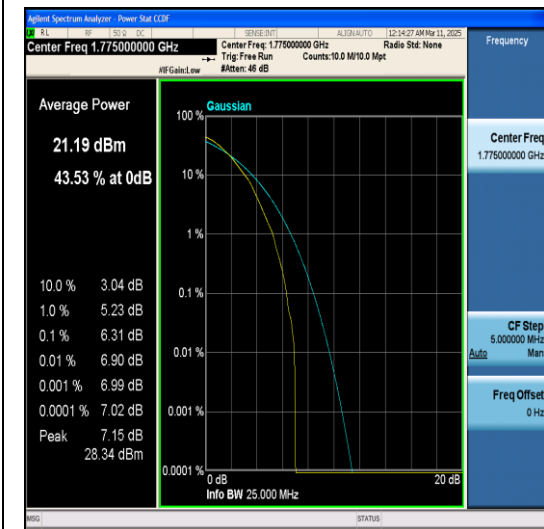 Agilent Spectrum Analyzer - Power Stat CCDF
RL RF 50 Ω DC SENSE:INT ALIGN AUTO 12:14:27 AM Mar 11, 2025
Center Freq 1.775000000 GHz
Center Freq: 1.775000000 GHz Radio Std: None
Trig: Free Run Counts:10.0 M/10.0 Mpt
#IFGain:Low #Atten: 46 dB
Frequency
Average Power
21.19 dBm
43.53 % at 0dB
10.0 % 3.04 dB
1.0 % 5.23 dB
0.1 % 6.31 dB
0.01 % 6.90 dB
0.001 % 6.99 dB
0.0001 % 7.02 dB
Peak 7.15 dB
28.34 dBm
Gaussian
100 %
10 %
1 %
0.1 %
0.01 %
0.001 %
0.0001 %
0 dB 20 dB
Info BW 25.000 MHz
Center Freq
1.775000000 GHz
CF Step
5.000000 MHz
Auto Man
Freq Offset
0 Hz
MSG STATUS